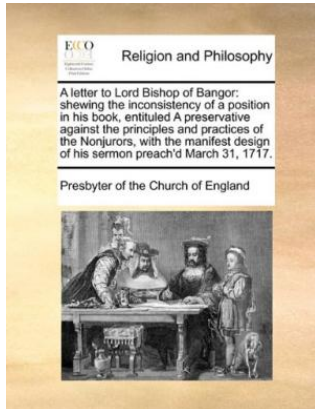 ECCO
Religion and Philosophy
A letter to Lord Bishop of Bangor:
shewing the inconsistency of a position
in his book, entituled A preservative
against the principles and practices of
the Nonjurors, with the manifest design
of his sermon preach'd March 31, 1717.
Presbyter of the Church of England